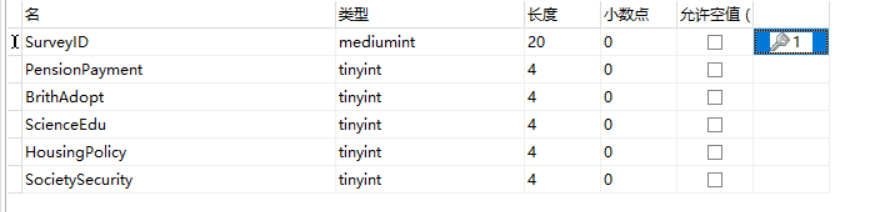 名 类型 长度 小数点 允许空值 (
SurveyID mediumint 20 0 1
PensionPayment tinyint 4 0
BrithAdopt tinyint 4 0
ScienceEdu tinyint 4 0
HousingPolicy tinyint 4 0
SocietySecurity tinyint 4 0